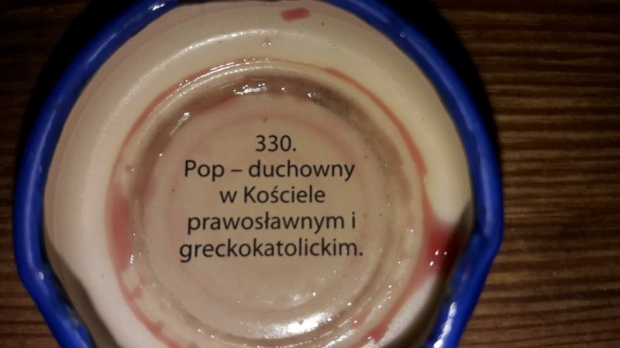 330.
Pop – duchowny
w Kościele
prawosławnym i
greckokatolickim.